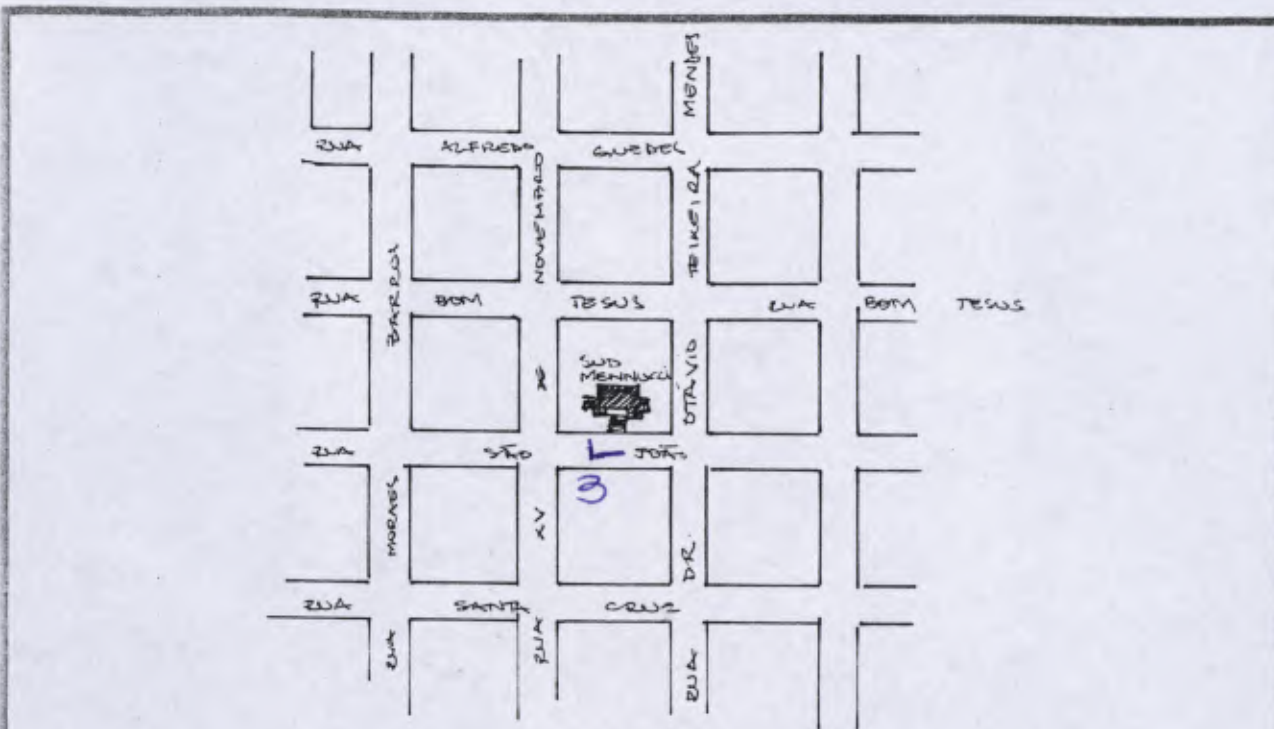 RUA ALFREDO GUEDES
RUA BOM JESUS RUA BOM JESUS
SUD
MENNUCCI
RUA SÃO JOÃO
3
RUA SANTA CRUZ
RUA MORAES BARROS
RUA XV DE NOVEMBRO
RUA DR. OTÁVIO TEIXEIRA MENDES